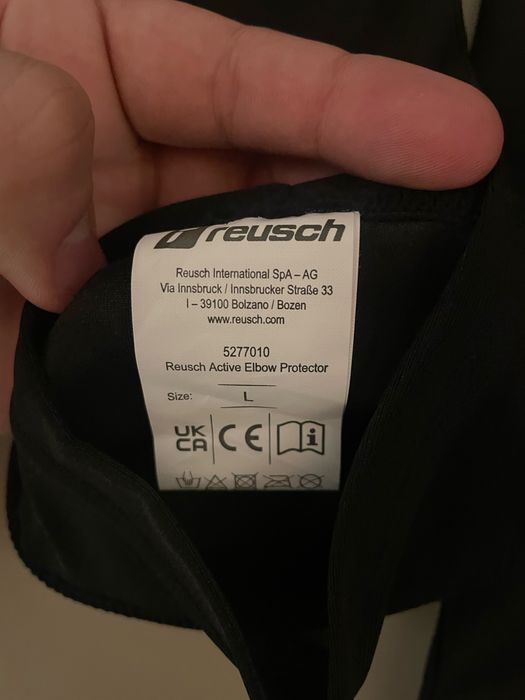 reusch
Reusch International SpA – AG
Via Innsbruck / Innsbrucker Straße 33
I – 39100 Bolzano / Bozen
www.reusch.com
5277010
Reusch Active Elbow Protector
Size: L
UK CA CE i